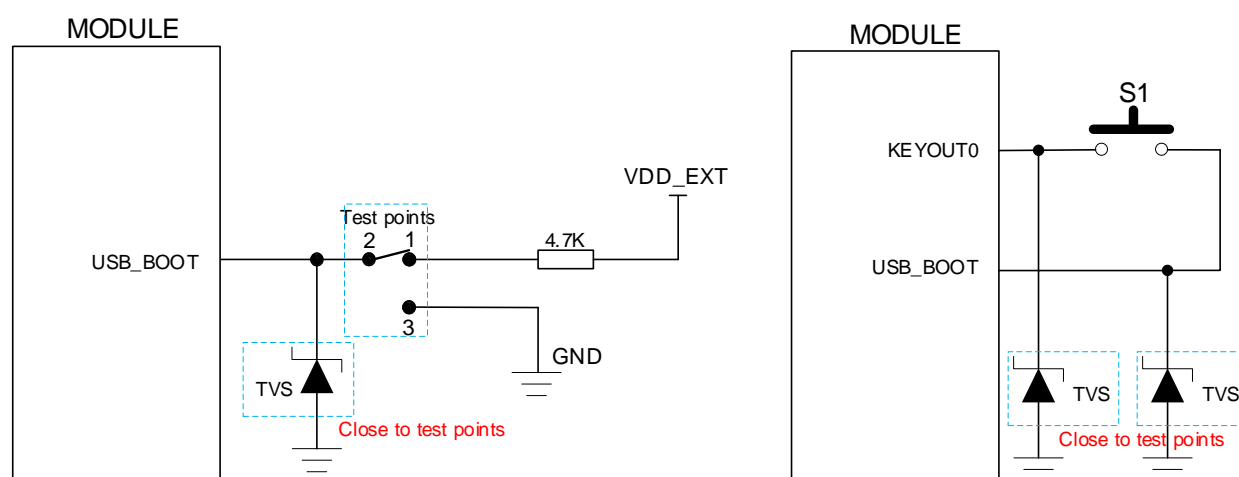 MODULE
USB_BOOT
Test points
2 1
3
4.7K
VDD_EXT
GND
TVS
Close to test points
MODULE
KEYOUT0
USB_BOOT
S1
TVS
TVS
Close to test points